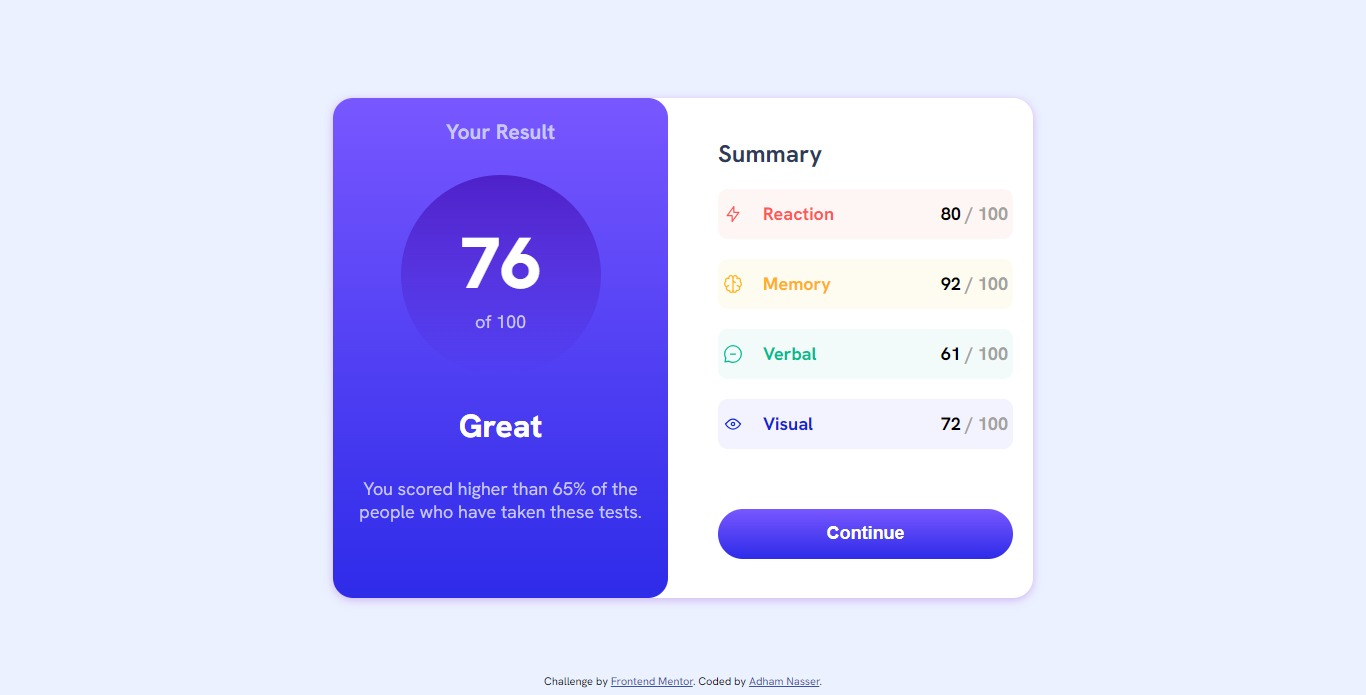 Your Result
76
of 100
Great
You scored higher than 65% of the
people who have taken these tests.
Summary
Reaction 80 / 100
Memory 92 / 100
Verbal 61 / 100
Visual 72 / 100
Continue
Challenge by Frontend Mentor. Coded by Adham Nasser.